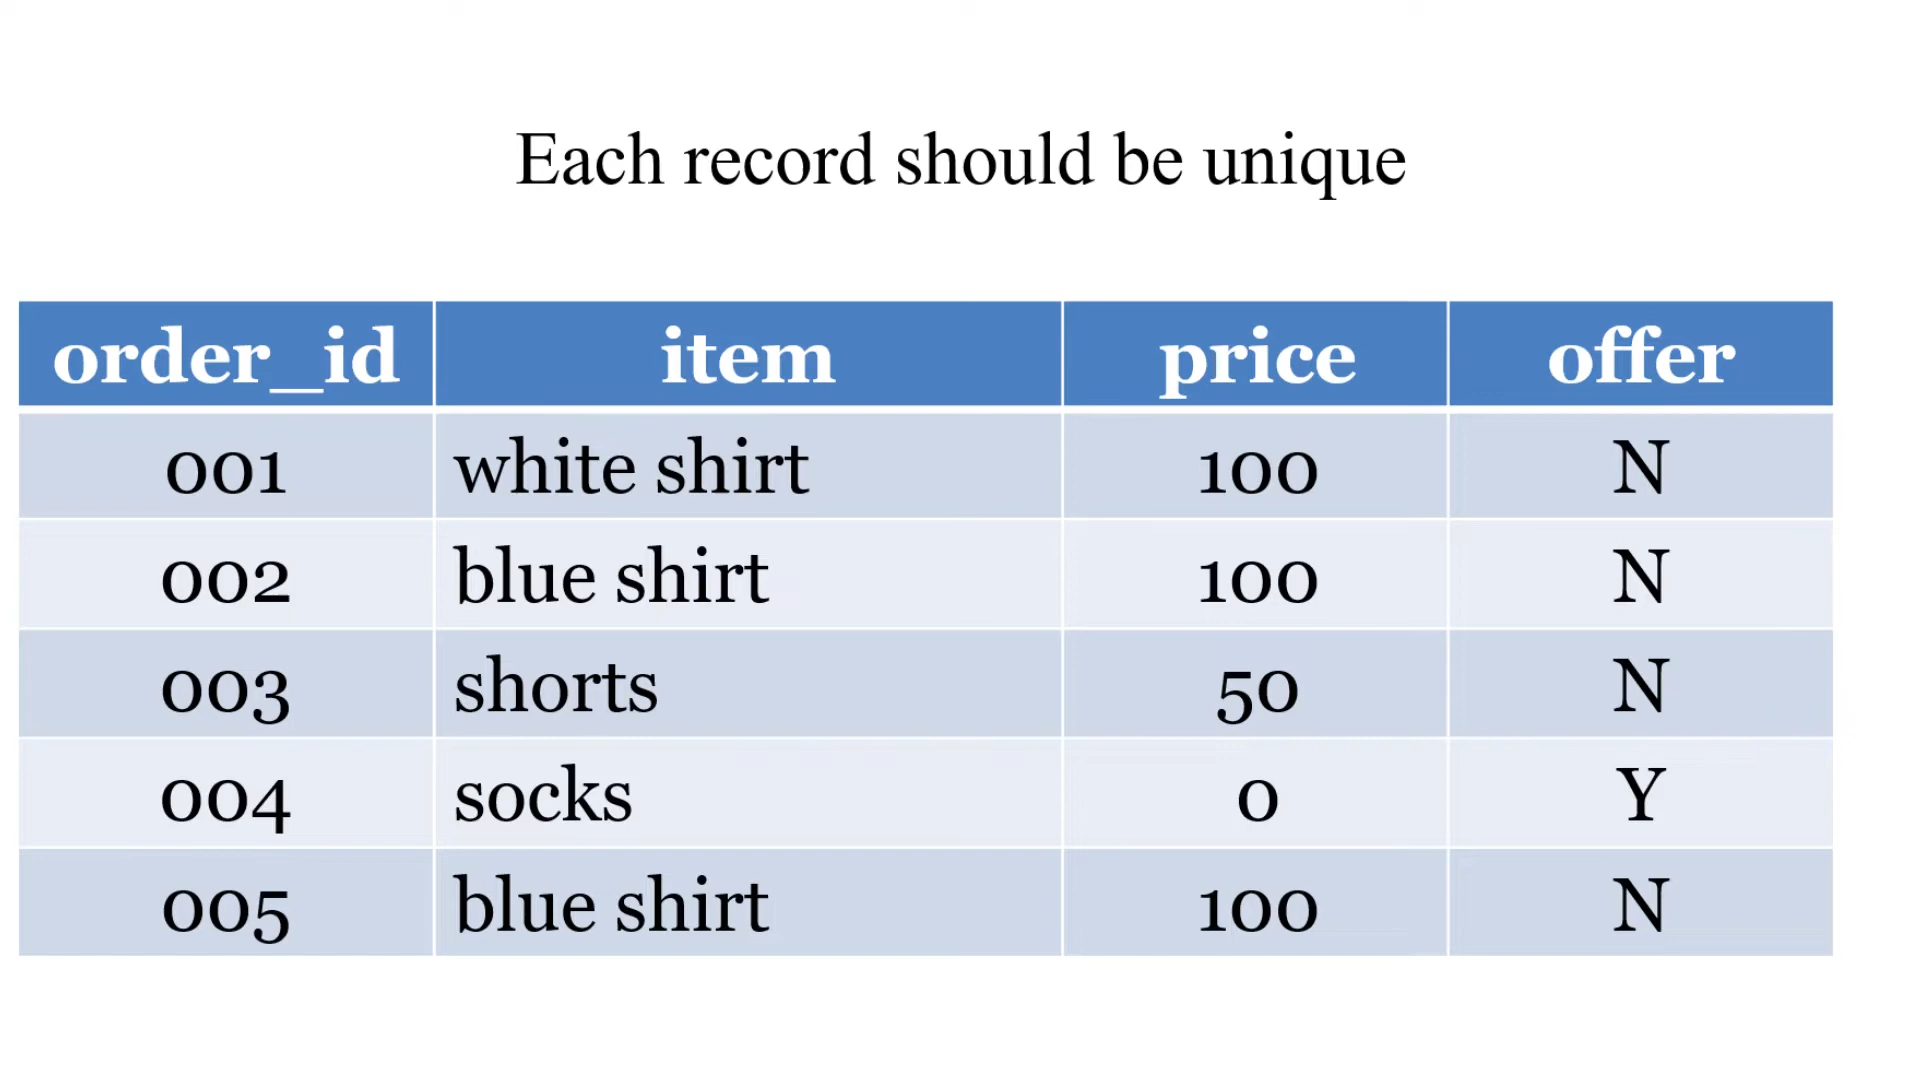 Each record should be unique
order_id item price offer
001 white shirt 100 N
002 blue shirt 100 N
003 shorts 50 N
004 socks 0 Y
005 blue shirt 100 N